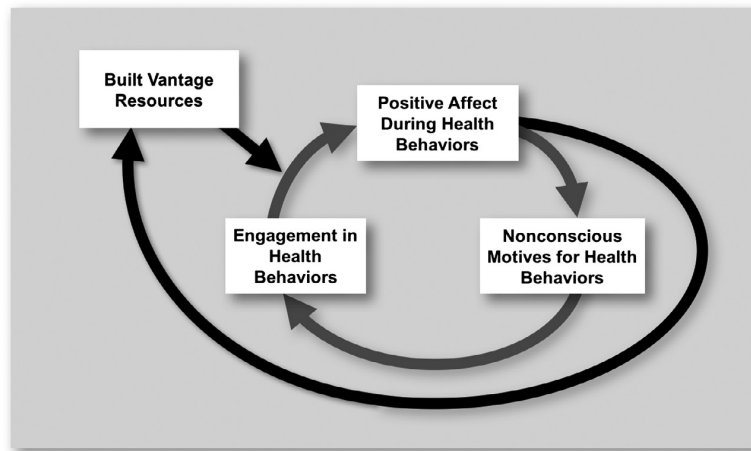 Built Vantage
Resources
Positive Affect
During Health
Behaviors
Engagement in
Health
Behaviors
Nonconscious
Motives for Health
Behaviors